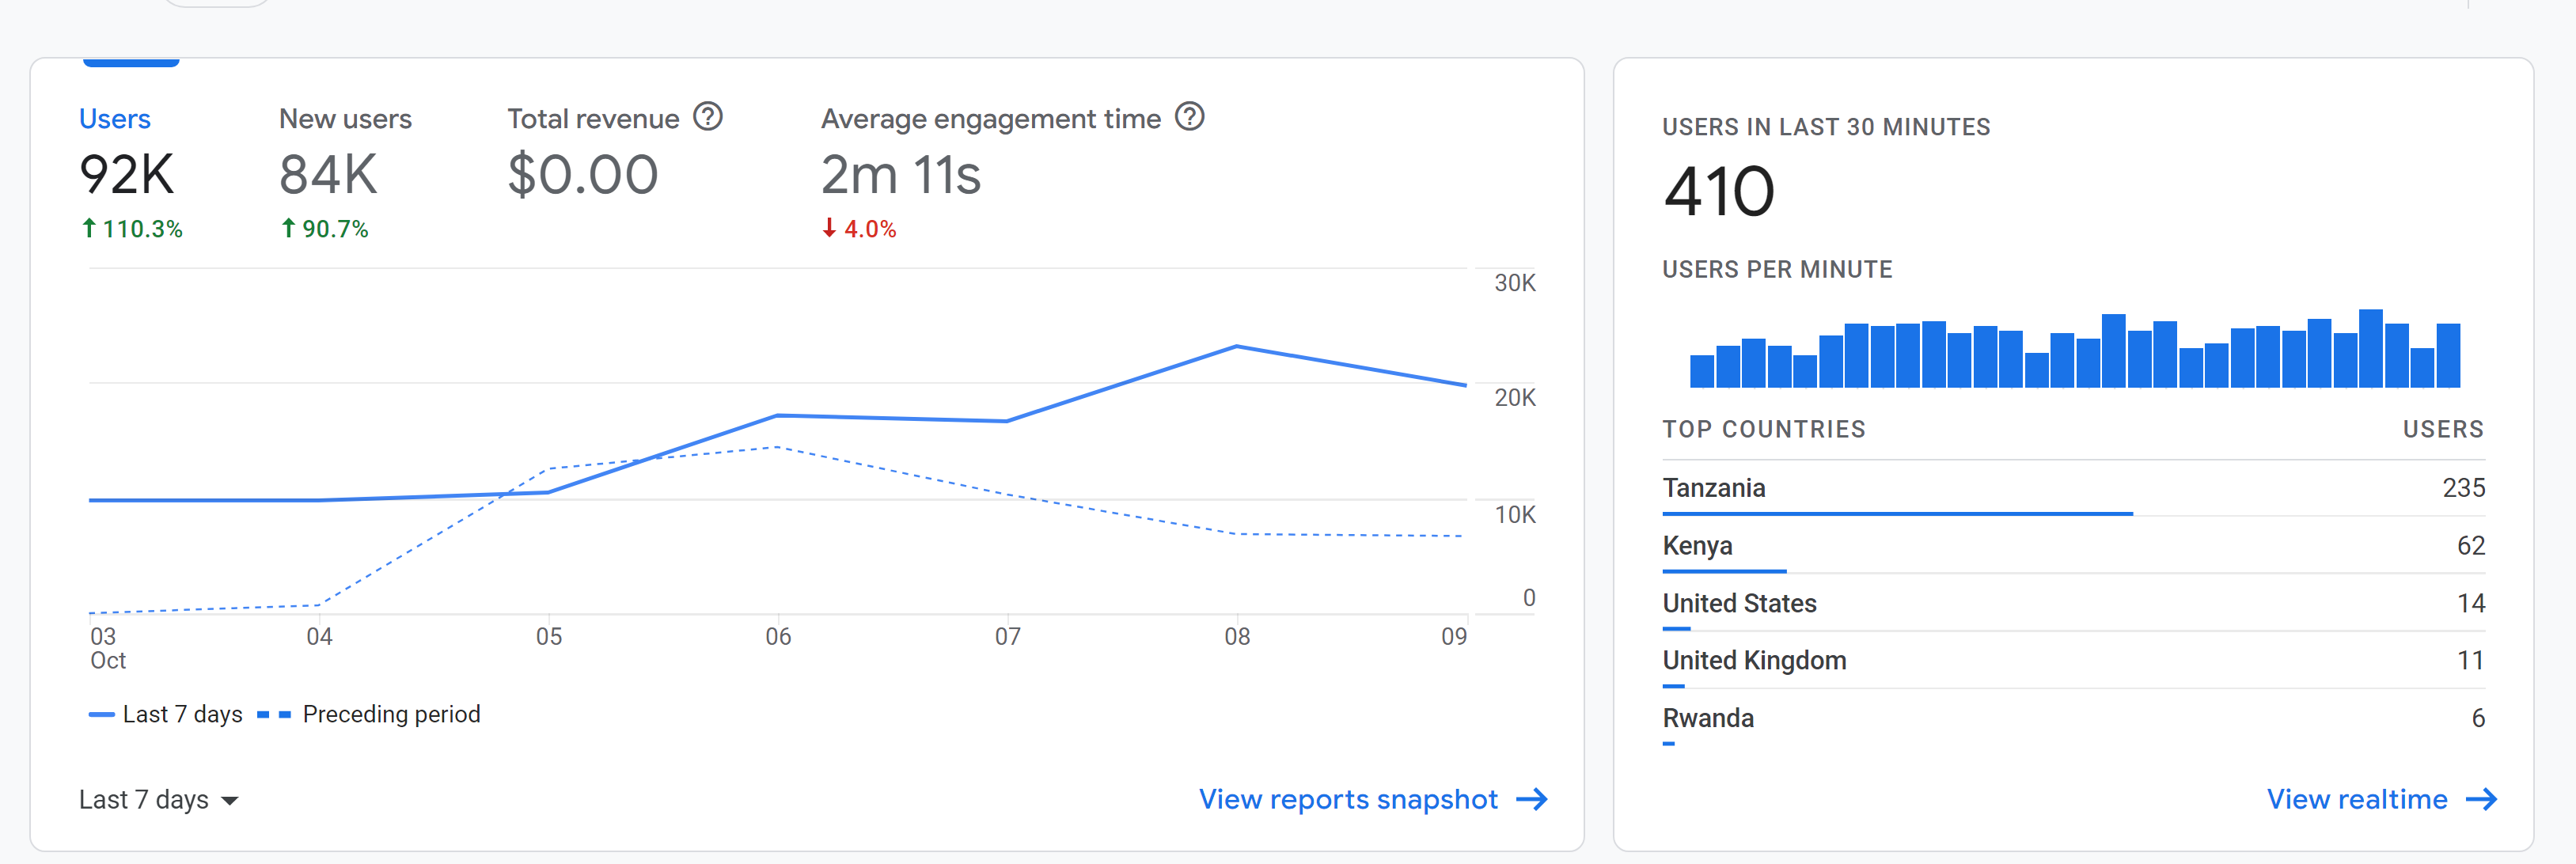 Users
92K
110.3%
New users
84K
90.7%
Total revenue
$0.00
Average engagement time
2m 11s
4.0%
30K
20K
10K
0
03
Oct
04
05
06
07
08
09
Last 7 days
Preceding period
Last 7 days
View reports snapshot
USERS IN LAST 30 MINUTES
410
USERS PER MINUTE
TOP COUNTRIES USERS
Tanzania 235
Kenya 62
United States 14
United Kingdom 11
Rwanda 6
View realtime